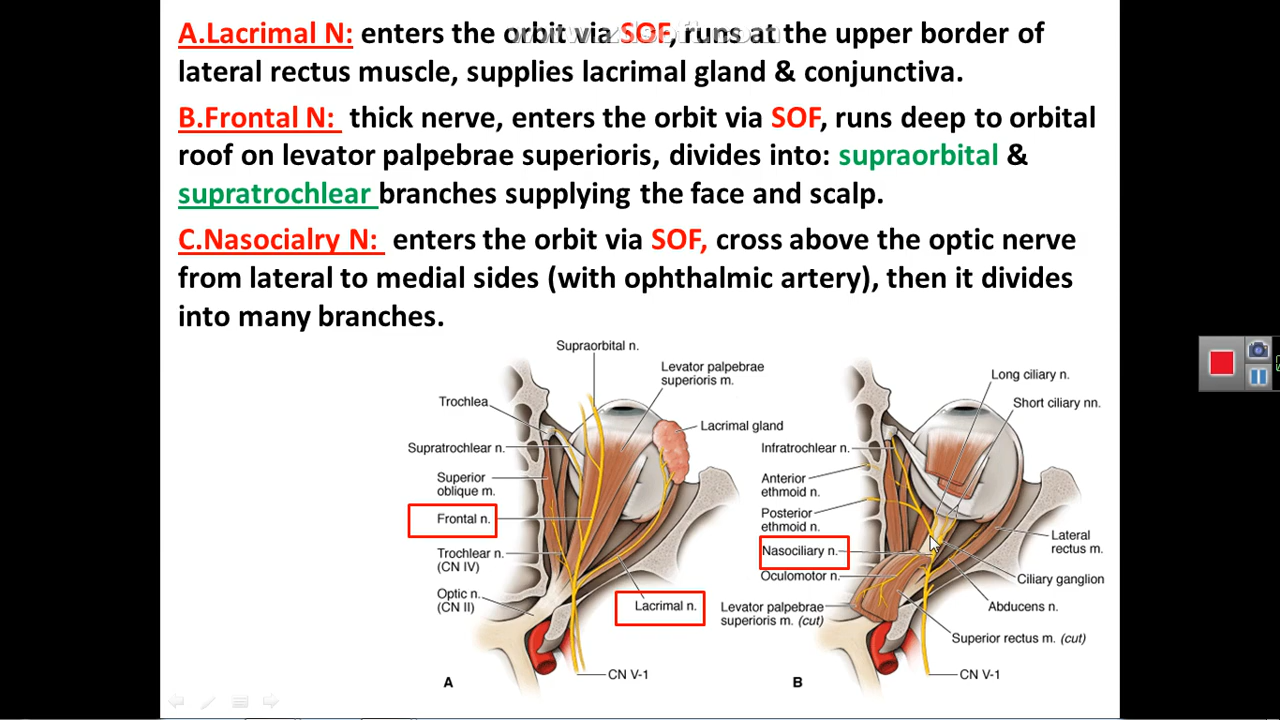 A.Lacrimal N: enters the orbit via SOF, runs at the upper border of
lateral rectus muscle, supplies lacrimal gland & conjunctiva.
B.Frontal N: thick nerve, enters the orbit via SOF, runs deep to orbital
roof on levator palpebrae superioris, divides into: supraorbital &
supratrochlear branches supplying the face and scalp.
C.Nasocialry N: enters the orbit via SOF, cross above the optic nerve
from lateral to medial sides (with ophthalmic artery), then it divides
into many branches.
Supraorbital n.
Levator palpebrae
superioris m.
Trochlea
Lacrimal gland
Supratrochlear n.
Superior
oblique m.
Frontal n.
Trochlear n.
(CN IV)
Optic n.
(CN II)
Lacrimal n.
CN V-1
A
Long ciliary n.
Short ciliary nn.
Infratrochlear n.
Anterior
ethmoid n.
Posterior
ethmoid n.
Nasociliary n.
Oculomotor n.
Levator palpebrae
superioris m. (cut)
Lateral
rectus m.
Ciliary ganglion
Abducens n.
Superior rectus m. (cut)
CN V-1
B